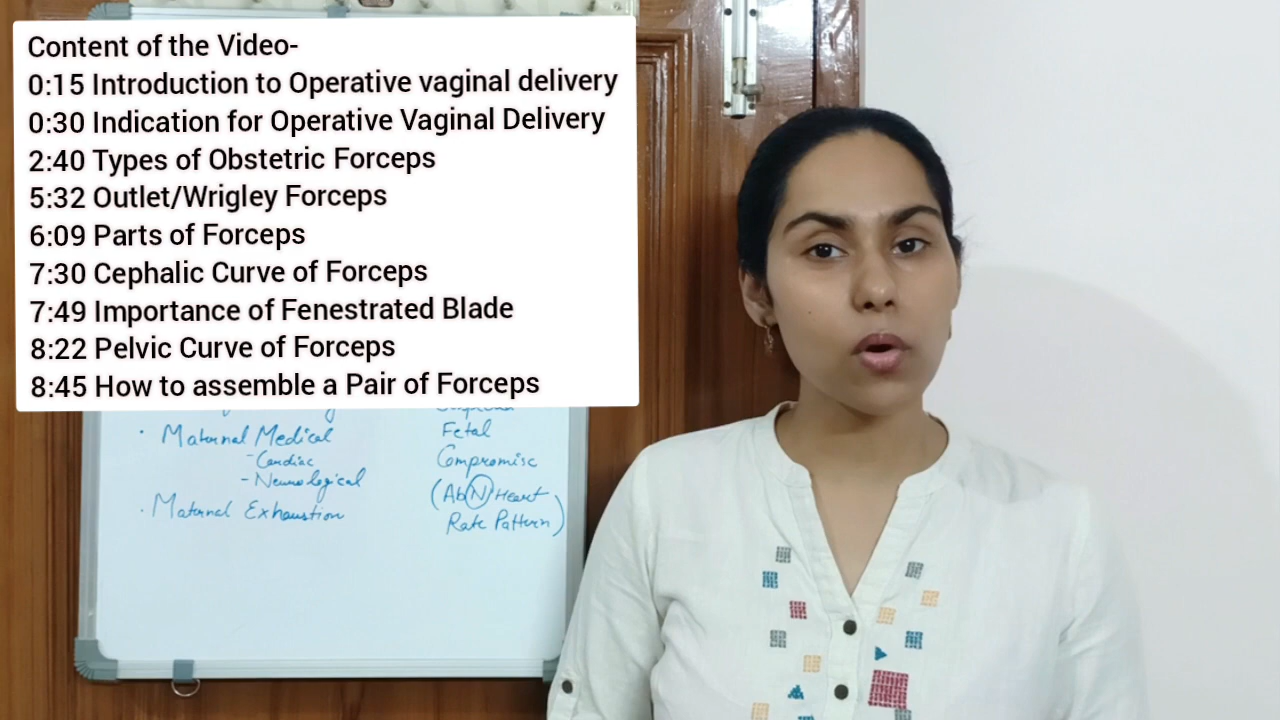 Content of the Video-
0:15 Introduction to Operative vaginal delivery
0:30 Indication for Operative Vaginal Delivery
2:40 Types of Obstetric Forceps
5:32 Outlet/Wrigley Forceps
6:09 Parts of Forceps
7:30 Cephalic Curve of Forceps
7:49 Importance of Fenestrated Blade
8:22 Pelvic Curve of Forceps
8:45 How to assemble a Pair of Forceps
· Maternal Medical
- Cardiac
- Neurological
· Maternal Exhaustion
Fetal
Compromise
(Ab(N) Heart
Rate Pattern)